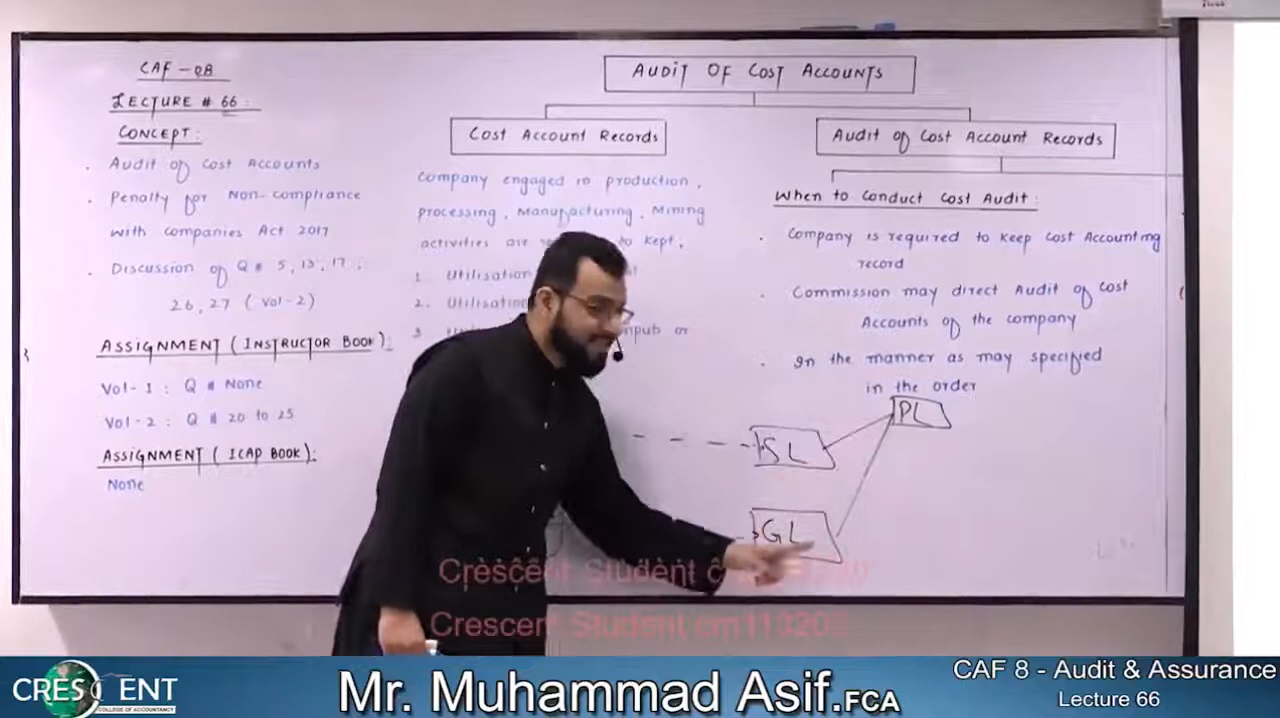 CAF - 08
LECTURE # 66 :
CONCEPT :
. Audit of Cost Accounts
. Penalty for Non-compliance
with companies Act 2017
. Discussion of Q # 5, 13, 17,
26, 27 (Vol-2)
ASSIGNMENT (INSTRUCTOR BOOK) :
Vol-1 : Q # None
Vol-2 : Q # 20 to 25
ASSIGNMENT ( ICAP BOOK) :
None
AUDIT OF COST ACCOUNTS
Cost Account Records
Company engaged in production,
processing, Manufacturing, Mining
activities are to kept,
1. Utilisation
2. Utilisation
3 or
Audit of Cost Account Records
When to Conduct Cost Audit :
. Company is required to keep Cost Accounting
record
. Commission may direct Audit of cost
Accounts of the company
. In the manner as may specified
in the order
PL
SL
GL
Crescent Student
Crescent Student cm11320
CRESCENT
COLLEGE OF ACCOUNTANCY
Mr. Muhammad Asif.FCA
CAF 8 - Audit & Assurance
Lecture 66